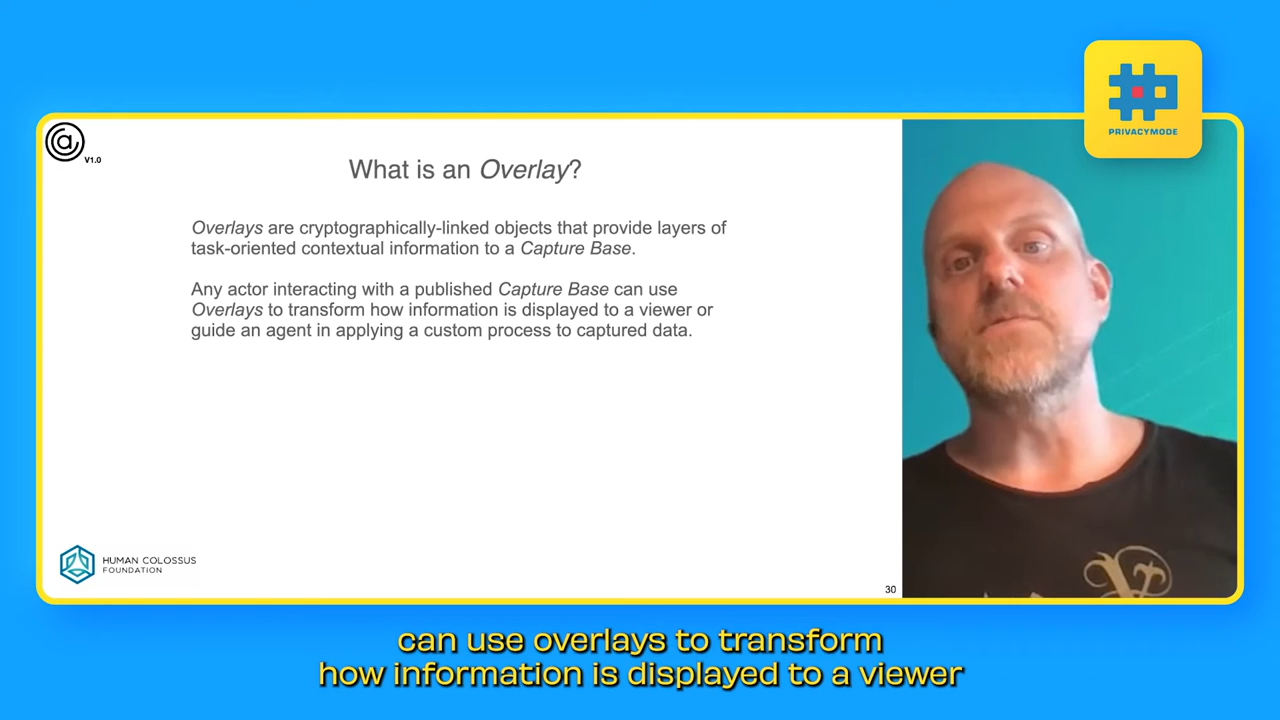 PRIVACYMODE
@
V1.0
What is an Overlay?
Overlays are cryptographically-linked objects that provide layers of
task-oriented contextual information to a Capture Base.
Any actor interacting with a published Capture Base can use
Overlays to transform how information is displayed to a viewer or
guide an agent in applying a custom process to captured data.
HUMAN COLOSSUS
FOUNDATION
30
can use overlays to transform
how information is displayed to a viewer